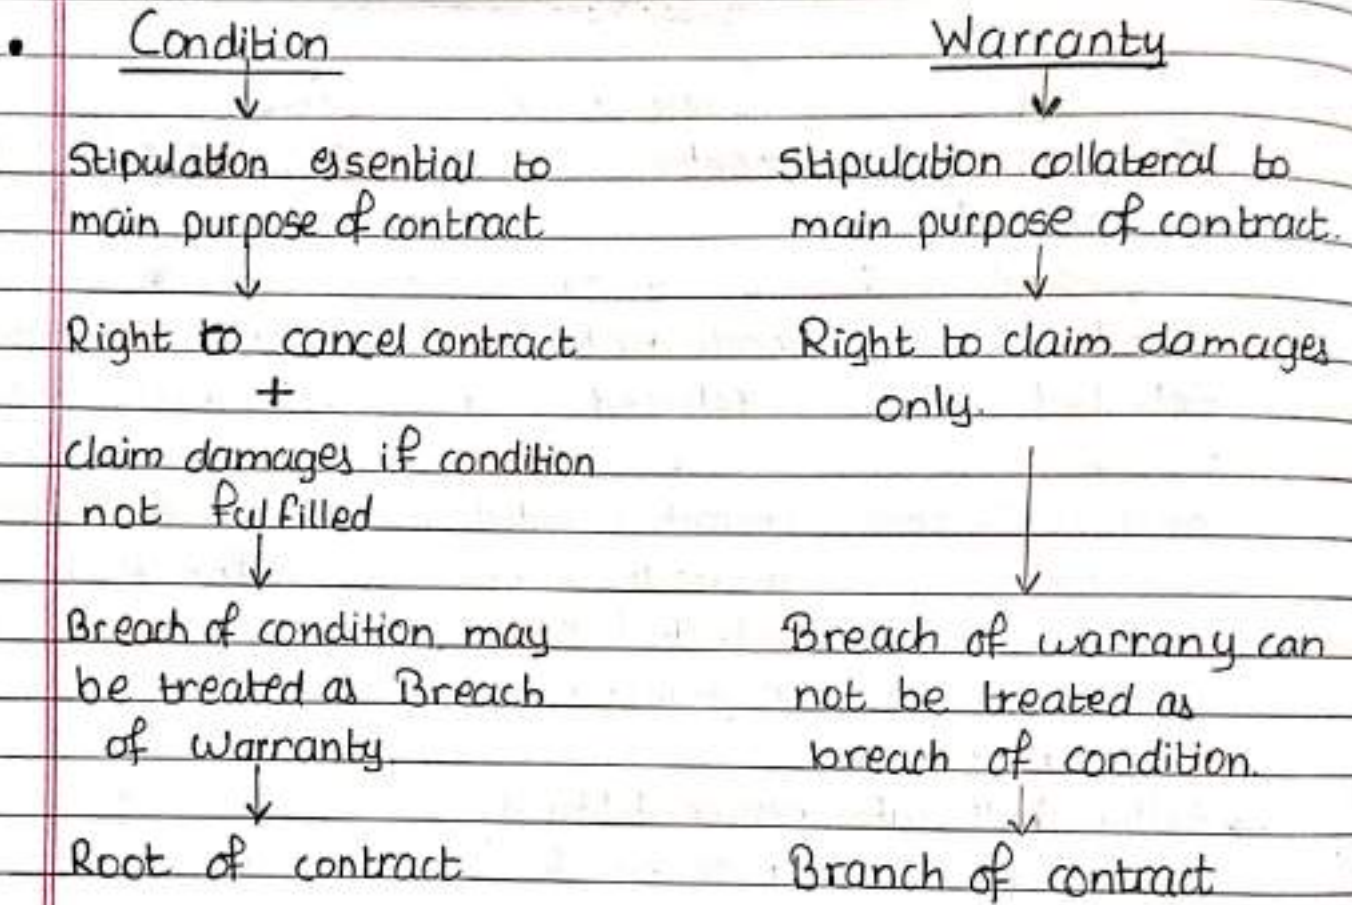 • Condition
Stipulation essential to
main purpose of contract
Right to cancel contract
+
claim damages if condition
not fulfilled
Breach of condition may
be treated as Breach
of warranty
Root of contract
Warranty
Stipulation collateral to
main purpose of contract.
Right to claim damages
only.
Breach of warrany can
not be treated as
breach of condition.
Branch of contract